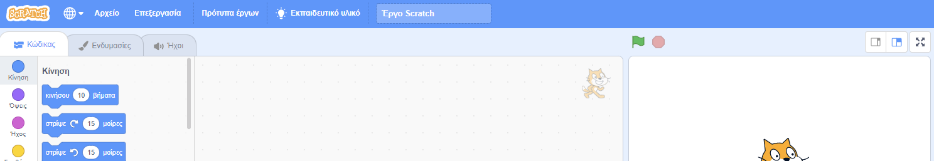 SCRATCH Αρχείο Επεξεργασία Πρότυπα έργων Εκπαιδευτικό υλικό Έργο Scratch
Κώδικας Ενδυμασίες Ήχοι
Κίνηση
Κίνηση
κινήσου 10 βήματα
Όψεις
στρίψε 15 μοίρες
Ήχος
στρίψε 15 μοίρες